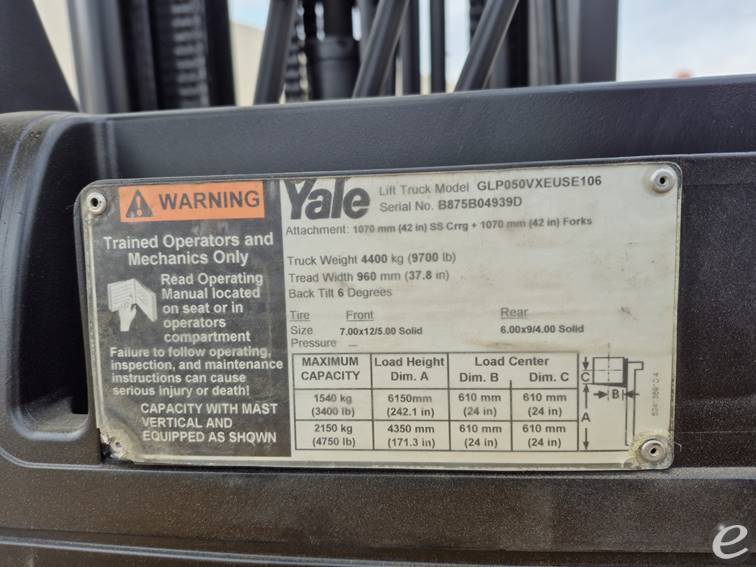 WARNING
Trained Operators and
Mechanics Only
Read Operating
Manual located
on seat or in
operators
compartment
Failure to follow operating,
inspection, and maintenance
instructions can cause
serious injury or death!
CAPACITY WITH MAST
VERTICAL AND
EQUIPPED AS SHOWN
Yale
Lift Truck Model GLP050VXEUSE106
Serial No. B875B04939D
Attachment: 1070 mm (42 in) SS Crrg + 1070 mm (42 in) Forks
Truck Weight 4400 kg (9700 lb)
Tread Width 960 mm (37.8 in)
Back Tilt 6 Degrees
Tire Front Rear
Size 7.00x12/5.00 Solid 6.00x9/4.00 Solid
Pressure —
MAXIMUM CAPACITY Load Height Dim. A Load Center Dim. B Dim. C
1540 kg (3400 lb) 6150mm (242.1 in) 610 mm (24 in) 610 mm (24 in)
2150 kg (4750 lb) 4350 mm (171.3 in) 610 mm (24 in) 610 mm (24 in)
C
B
A
e